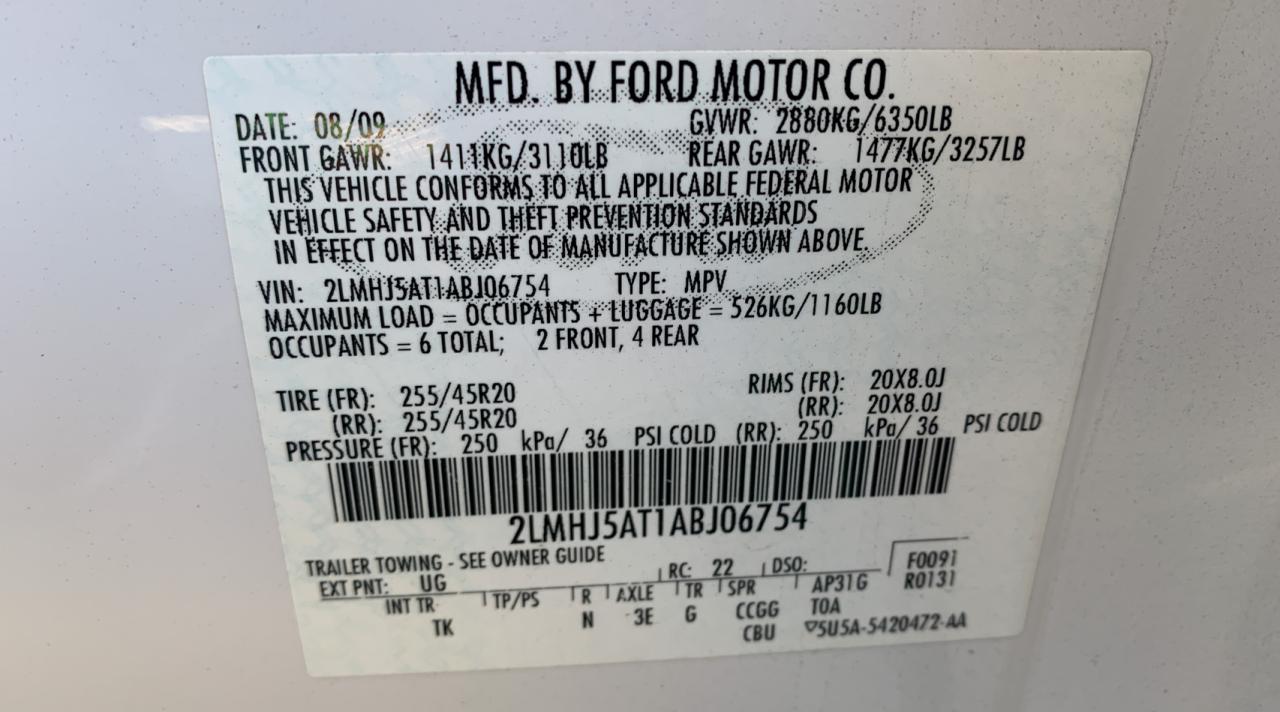 MFD. BY FORD MOTOR CO.
DATE: 08/09 GVWR: 2880KG/6350LB
FRONT GAWR: 1411KG/3110LB REAR GAWR: 1477KG/3257LB
THIS VEHICLE CONFORMS TO ALL APPLICABLE FEDERAL MOTOR
VEHICLE SAFETY AND THEFT PREVENTION STANDARDS
IN EFFECT ON THE DATE OF MANUFACTURE SHOWN ABOVE.
VIN: 2LMHJ5AT1ABJ06754 TYPE: MPV
MAXIMUM LOAD = OCCUPANTS + LUGGAGE = 526KG/1160LB
OCCUPANTS = 6 TOTAL; 2 FRONT, 4 REAR
TIRE (FR): 255/45R20 RIMS (FR): 20X8.0J
(RR): 255/45R20 (RR): 20X8.0J
PRESSURE (FR): 250 kPa/ 36 PSI COLD (RR): 250 kPa/ 36 PSI COLD
2LMHJ5AT1ABJ06754
TRAILER TOWING - SEE OWNER GUIDE
EXT PNT: UG RC: 22 DSO: F0091
INT TR TP/PS R AXLE TR SPR AP31G R0131
TK N 3E G CCGG TOA
CBU ▽5U5A-5420472-AA